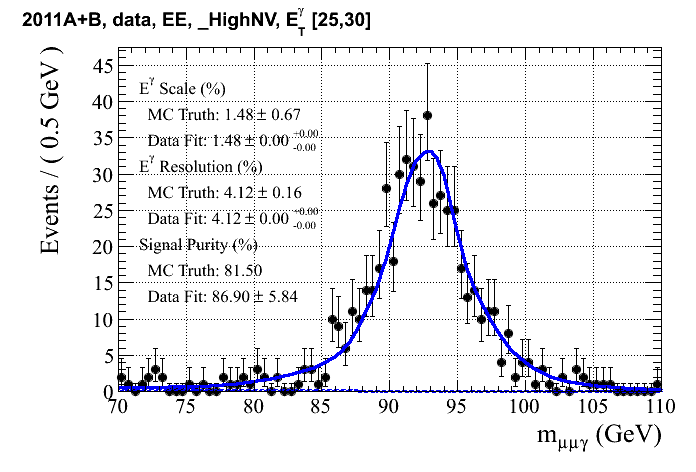 2011A+B, data, EE, _HighNV, E_T^γ [25,30]
Events / ( 0.5 GeV )
45
40
35
30
25
20
15
10
5
0
E^γ Scale (%)
MC Truth: 1.48 ± 0.67
Data Fit: 1.48 ± 0.00 +0.00 -0.00
E^γ Resolution (%)
MC Truth: 4.12 ± 0.16
Data Fit: 4.12 ± 0.00 +0.00 -0.00
Signal Purity (%)
MC Truth: 81.50
Data Fit: 86.90 ± 5.84
70 75 80 85 90 95 100 105 110
m_μμγ (GeV)